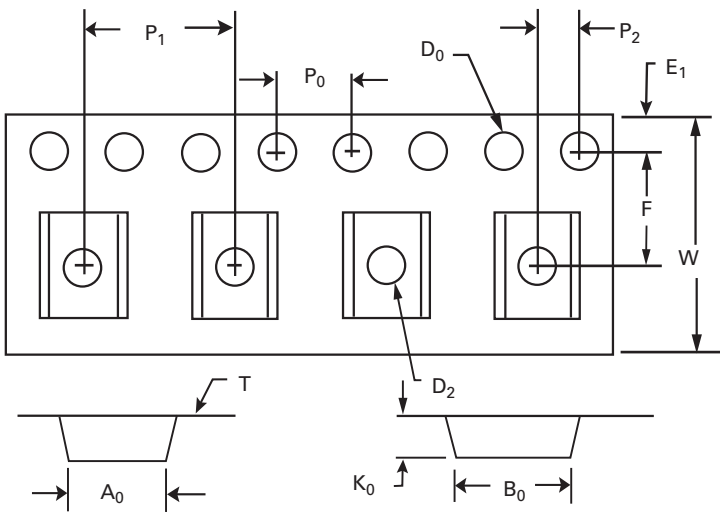 P₁
P₂
P₀
D₀
E₁
F
W
T
D₂
A₀
K₀
B₀